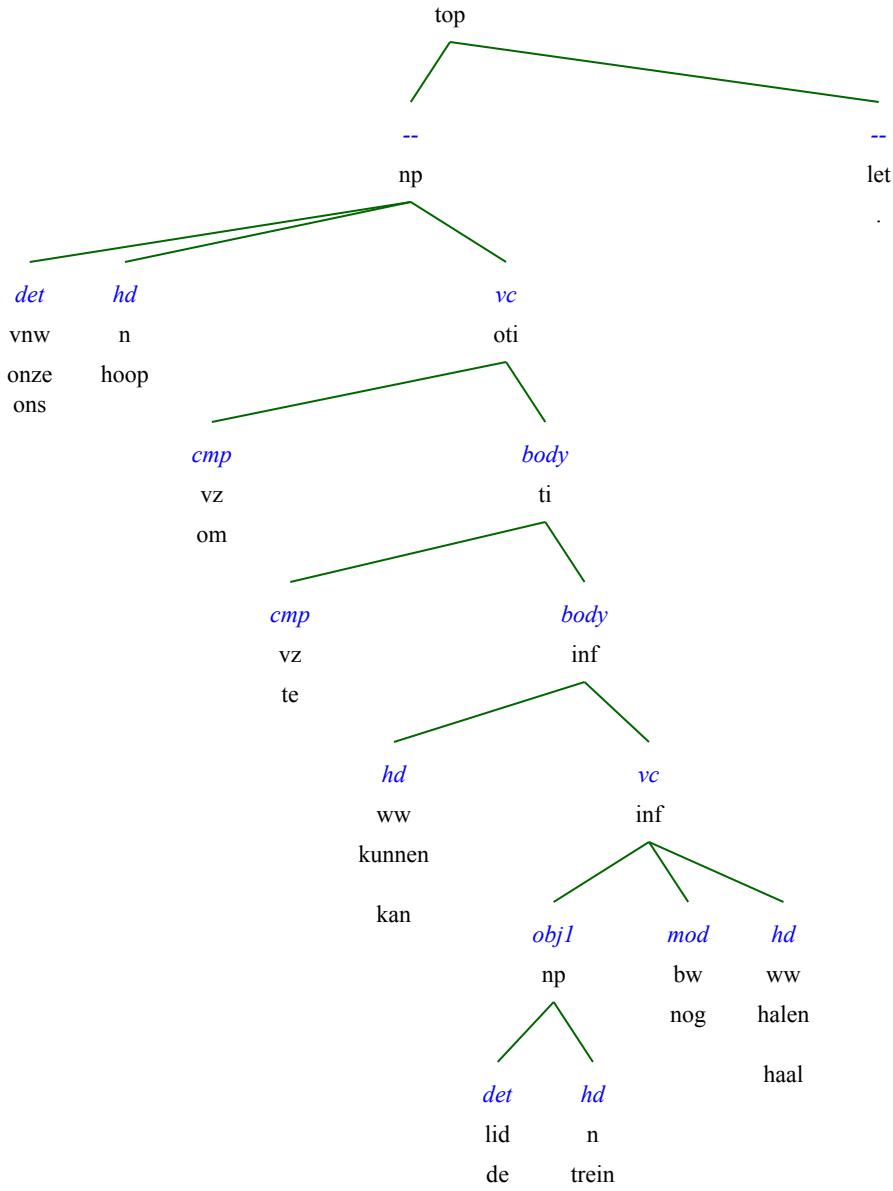 top
-- --
np let
.
det hd vc
vnw n oti
onze hoop
ons
cmp body
vz ti
om
cmp body
vz inf
te
hd vc
ww inf
kunnen
kan
obj1 mod hd
np bw ww
nog halen
haal
det hd
lid n
de trein